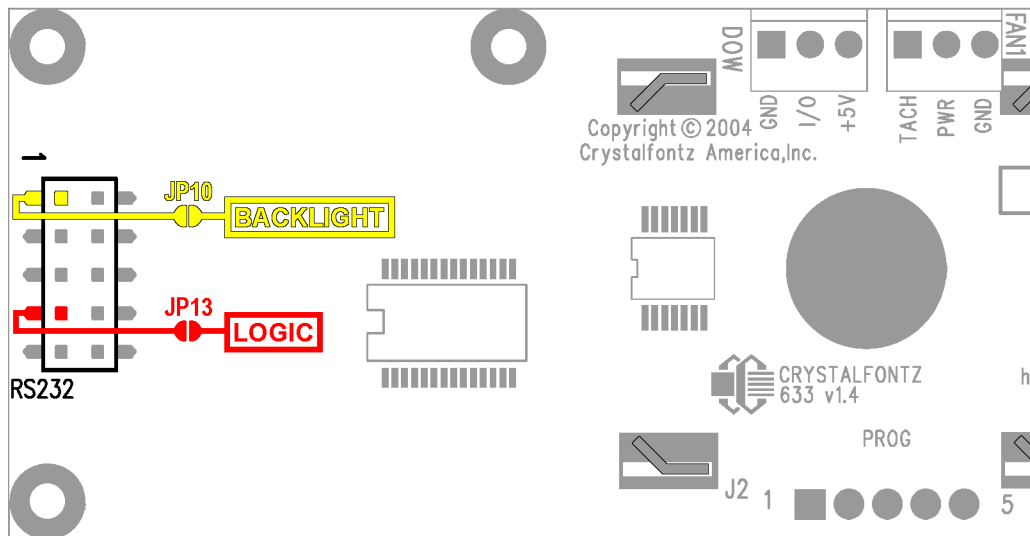 DOW
GND
I/O
+5V
TACH
PWR
GND
FAN1
Copyright © 2004
Crystalfontz America,Inc.
1
JP10
BACKLIGHT
JP13
LOGIC
RS232
CRYSTALFONTZ
633 v1.4
h
PROG
J2
1
5